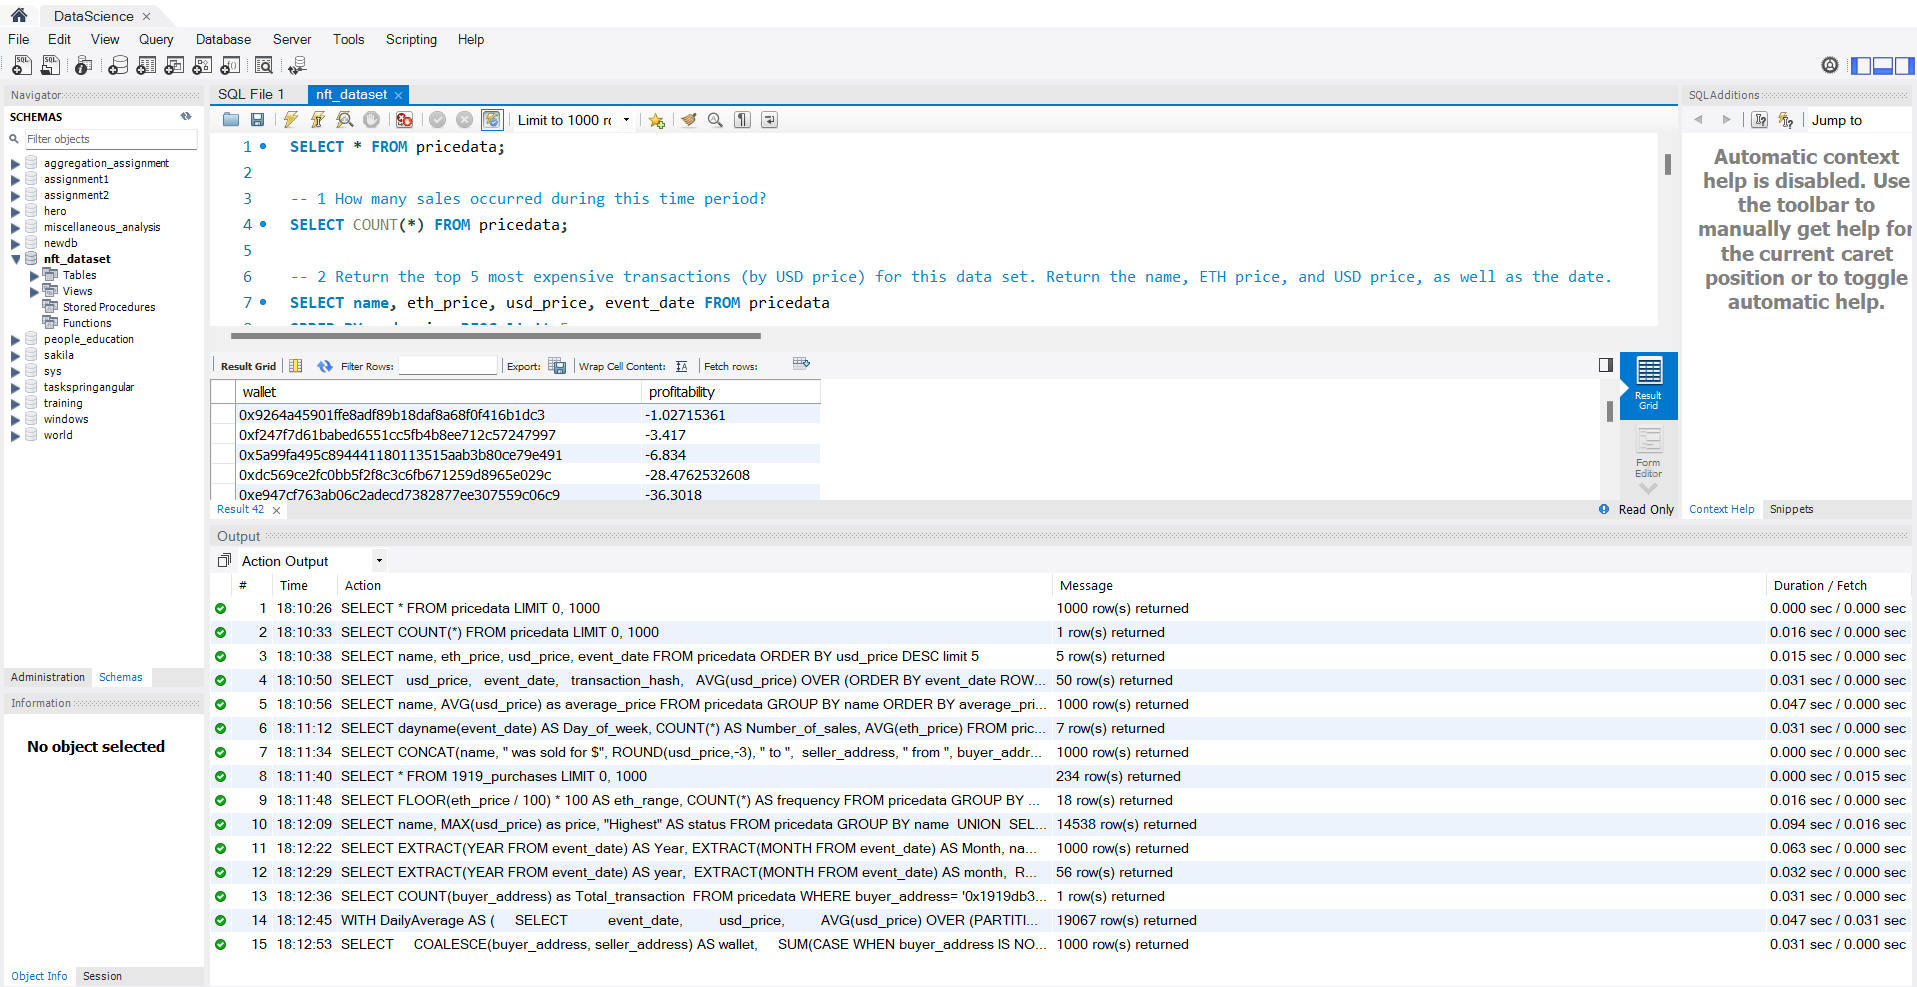 DataScience
File Edit View Query Database Server Tools Scripting Help
Navigator
SCHEMAS
Filter objects
aggregation_assignment
assignment1
assignment2
hero
miscellaneous_analysis
newdb
nft_dataset
Tables
Views
Stored Procedures
Functions
people_education
sakila
sys
taskspringangular
training
windows
world
Administration Schemas
Information
No object selected
Object Info Session
SQL File 1 nft_dataset
Limit to 1000 r
1 SELECT * FROM pricedata;
2
3 -- 1 How many sales occurred during this time period?
4 SELECT COUNT(*) FROM pricedata;
5
6 -- 2 Return the top 5 most expensive transactions (by USD price) for this data set. Return the name, ETH price, and USD price, as well as the date.
7 SELECT name, eth_price, usd_price, event_date FROM pricedata
Result Grid Filter Rows: Export: Wrap Cell Content: Fetch rows:
wallet profitability
0x9264a45901ffe8adf89b18daf8a68f0f416b1dc3 -1.02715361
0xf247f7d61babed6551cc5fb4b8ee712c57247997 -3.417
0x5a99fa495c894441180113515aab3b80ce79e491 -6.834
0xdc569ce2fc0bb5f2f8c3c6fb671259d8965e029c -28.4762532608
0xe947cf763ab06c2adecd7382877ee307559c06c9 -36.3018
Result Grid
Form Editor
Result 42
Read Only
SQLAdditions
Jump to
Automatic context
help is disabled. Use
the toolbar to
manually get help for
the current caret
position or to toggle
automatic help.
Context Help Snippets
Output
Action Output
# Time Action Message Duration / Fetch
1 18:10:26 SELECT * FROM pricedata LIMIT 0, 1000 1000 row(s) returned 0.000 sec / 0.000 sec
2 18:10:33 SELECT COUNT(*) FROM pricedata LIMIT 0, 1000 1 row(s) returned 0.016 sec / 0.000 sec
3 18:10:38 SELECT name, eth_price, usd_price, event_date FROM pricedata ORDER BY usd_price DESC limit 5 5 row(s) returned 0.015 sec / 0.000 sec
4 18:10:50 SELECT usd_price, event_date, transaction_hash, AVG(usd_price) OVER (ORDER BY event_date ROW... 50 row(s) returned 0.031 sec / 0.000 sec
5 18:10:56 SELECT name, AVG(usd_price) as average_price FROM pricedata GROUP BY name ORDER BY average_pri... 1000 row(s) returned 0.047 sec / 0.000 sec
6 18:11:12 SELECT dayname(event_date) AS Day_of_week, COUNT(*) AS Number_of_sales, AVG(eth_price) FROM pric... 7 row(s) returned 0.031 sec / 0.000 sec
7 18:11:34 SELECT CONCAT(name, " was sold for $", ROUND(usd_price,-3), " to ", seller_address, " from ", buyer_addr... 1000 row(s) returned 0.000 sec / 0.000 sec
8 18:11:40 SELECT * FROM 1919_purchases LIMIT 0, 1000 234 row(s) returned 0.000 sec / 0.015 sec
9 18:11:48 SELECT FLOOR(eth_price / 100) * 100 AS eth_range, COUNT(*) AS frequency FROM pricedata GROUP BY ... 18 row(s) returned 0.016 sec / 0.000 sec
10 18:12:09 SELECT name, MAX(usd_price) as price, "Highest" AS status FROM pricedata GROUP BY name UNION SEL... 14538 row(s) returned 0.094 sec / 0.016 sec
11 18:12:22 SELECT EXTRACT(YEAR FROM event_date) AS Year, EXTRACT(MONTH FROM event_date) AS Month, na... 1000 row(s) returned 0.063 sec / 0.000 sec
12 18:12:29 SELECT EXTRACT(YEAR FROM event_date) AS year, EXTRACT(MONTH FROM event_date) AS month, R... 56 row(s) returned 0.032 sec / 0.000 sec
13 18:12:36 SELECT COUNT(buyer_address) as Total_transaction FROM pricedata WHERE buyer_address= '0x1919db3... 1 row(s) returned 0.031 sec / 0.000 sec
14 18:12:45 WITH DailyAverage AS ( SELECT event_date, usd_price, AVG(usd_price) OVER (PARTITI... 19067 row(s) returned 0.047 sec / 0.031 sec
15 18:12:53 SELECT COALESCE(buyer_address, seller_address) AS wallet, SUM(CASE WHEN buyer_address IS NO... 1000 row(s) returned 0.031 sec / 0.000 sec